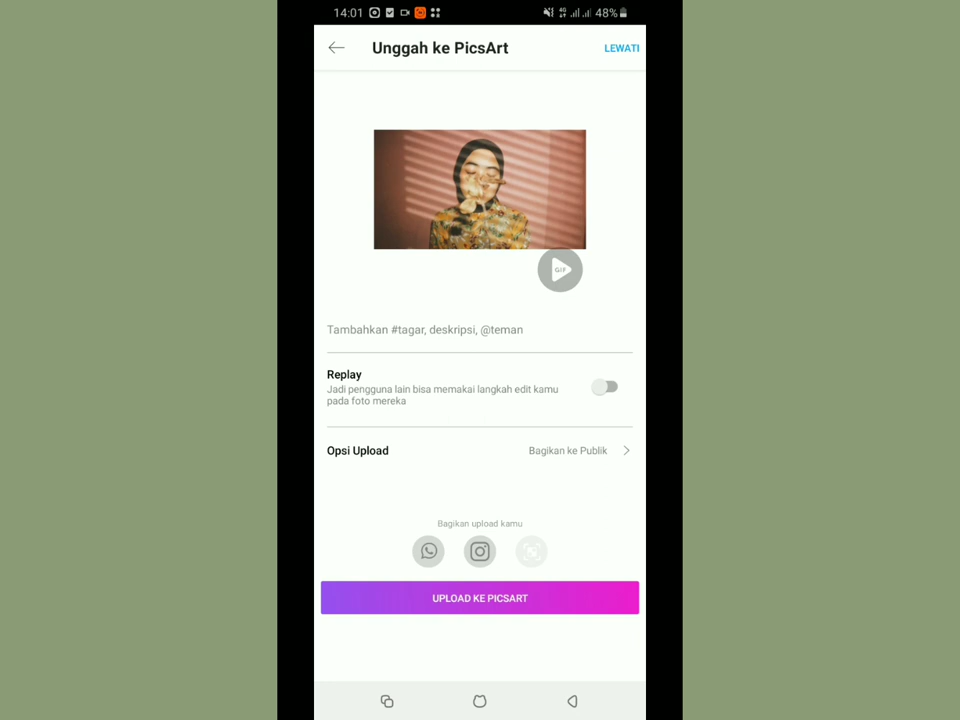 14:01
4G
48%
Unggah ke PicsArt
LEWATI
GIF
Tambahkan #tagar, deskripsi, @teman
Replay
Jadi pengguna lain bisa memakai langkah edit kamu
pada foto mereka
Opsi Upload
Bagikan ke Publik
Bagikan upload kamu
UPLOAD KE PICSART